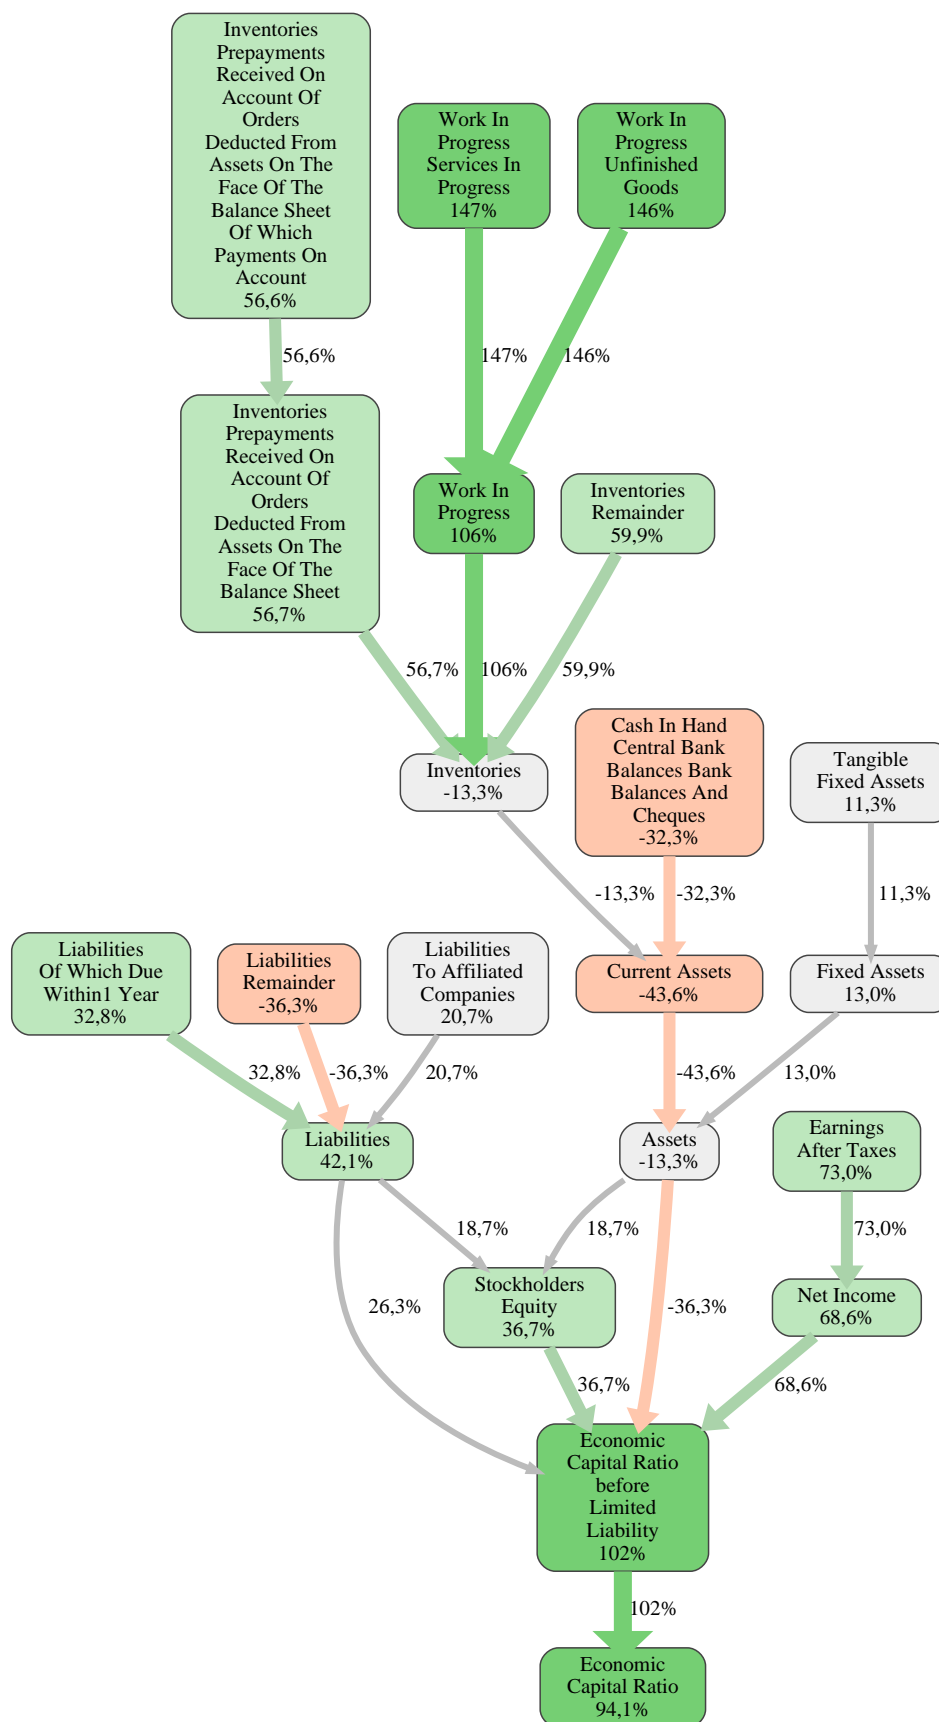 Inventories
Prepayments
Received On
Account Of
Orders
Deducted From
Assets On The
Face Of The
Balance Sheet
Of Which
Payments On
Account
56,6%
Work In
Progress
Services In
Progress
147%
Work In
Progress
Unfinished
Goods
146%
56,6%
147%
146%
Inventories
Prepayments
Received On
Account Of
Orders
Deducted From
Assets On The
Face Of The
Balance Sheet
56,7%
Work In
Progress
106%
Inventories
Remainder
59,9%
56,7%
106%
59,9%
Inventories
-13,3%
Cash In Hand
Central Bank
Balances Bank
Balances And
Cheques
-32,3%
Tangible
Fixed Assets
11,3%
-13,3%
-32,3%
11,3%
Liabilities
Of Which Due
Within1 Year
32,8%
Liabilities
Remainder
-36,3%
Liabilities
To Affiliated
Companies
20,7%
Current Assets
-43,6%
Fixed Assets
13,0%
32,8%
-36,3%
20,7%
-43,6%
13,0%
Liabilities
42,1%
Assets
-13,3%
Earnings
After Taxes
73,0%
18,7%
18,7%
73,0%
26,3%
Stockholders
Equity
36,7%
-36,3%
Net Income
68,6%
36,7%
68,6%
Economic
Capital Ratio
before
Limited
Liability
102%
102%
Economic
Capital Ratio
94,1%